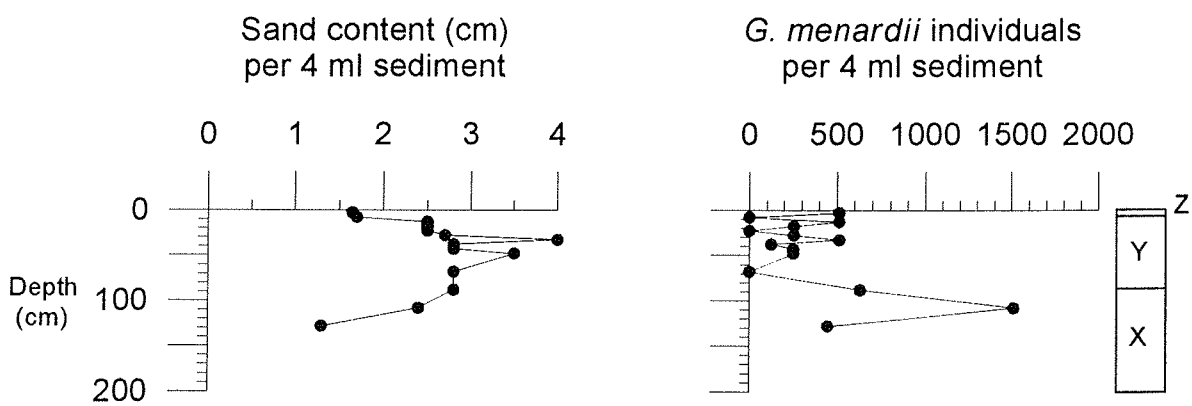 Sand content (cm)
per 4 ml sediment
0 1 2 3 4
0
100
200
Depth
(cm)
G. menardii individuals
per 4 ml sediment
0 500 1000 1500 2000
Z
Y
X